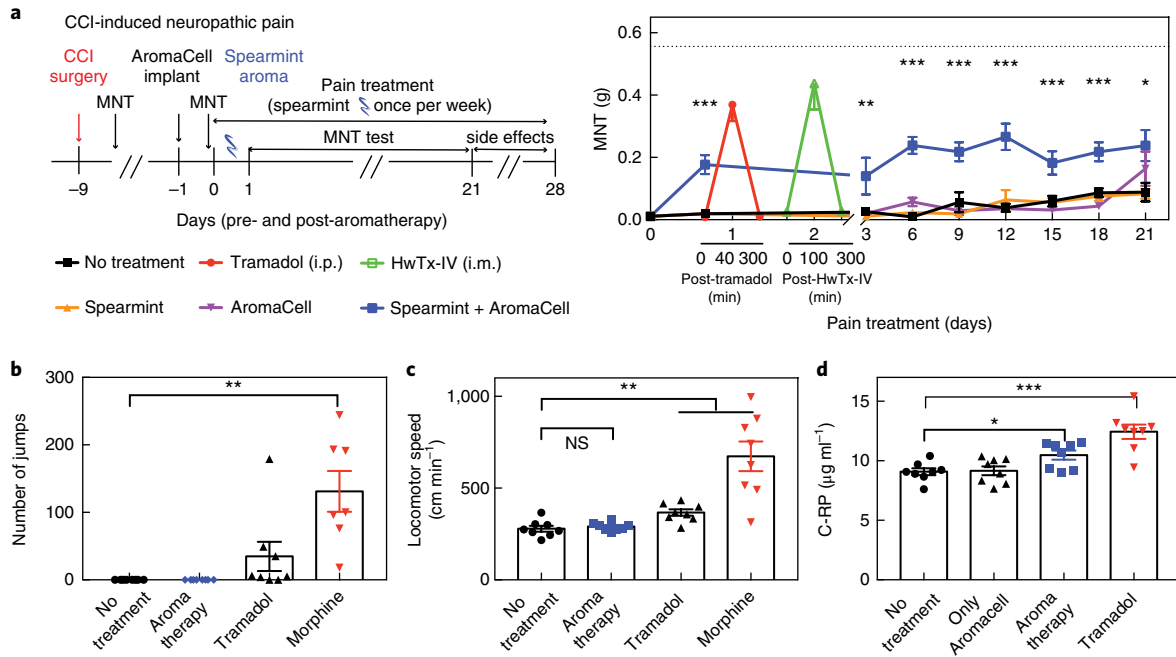 a
CCI-induced neuropathic pain
CCI
surgery
AromaCell
implant
Spearmint
aroma
MNT
MNT
Pain treatment
(spearmint once per week)
MNT test
side effects
–9
–1
0
1
21
28
Days (pre- and post-aromatherapy)
No treatment
Tramadol (i.p.)
HwTx-IV (i.m.)
Spearmint
AromaCell
Spearmint + AromaCell
MNT (g)
0.6
0.4
0.2
0.0
***
**
***
***
***
***
***
*
0 1 2 3 6 9 12 15 18 21
0 40 300
0 100 300
Post-tramadol
(min)
Post-HwTx-IV
(min)
Pain treatment (days)
b
Number of jumps
300
200
100
0
**
No
treatment
Aroma
therapy
Tramadol
Morphine
c
Locomotor speed
(cm min⁻¹)
1,000
500
0
**
NS
No
treatment
Aroma
therapy
Tramadol
Morphine
d
C-RP (μg ml⁻¹)
15
10
5
0
***
*
No
treatment
Only
Aromacell
Aroma
therapy
Tramadol